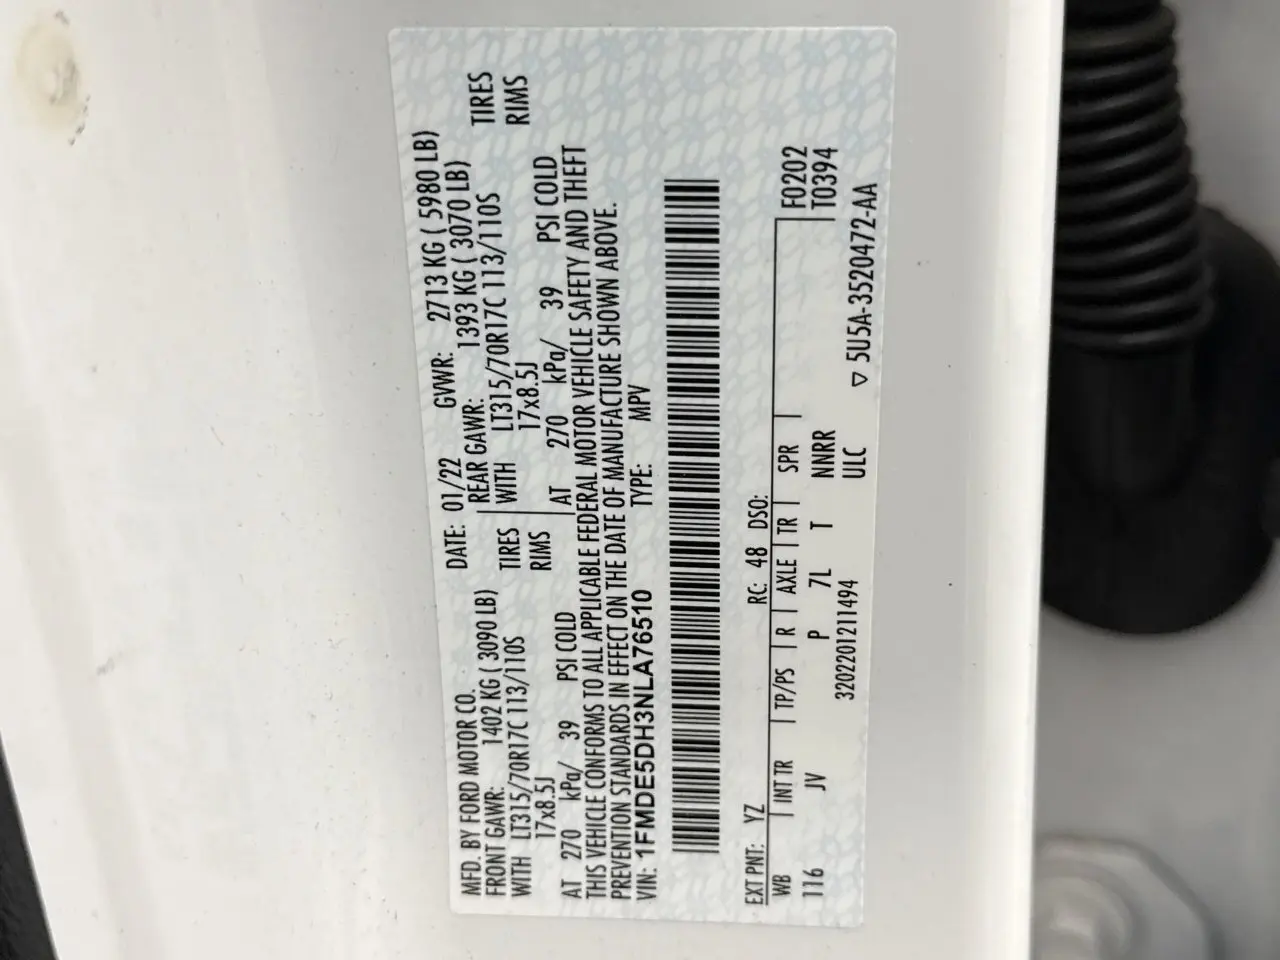 MFD. BY FORD MOTOR CO. DATE: 01/22 GVWR: 2713 KG ( 5980 LB)
FRONT GAWR: 1402 KG ( 3090 LB) REAR GAWR: 1393 KG ( 3070 LB)
WITH LT315/70R17C 113/110S TIRES WITH LT315/70R17C 113/110S TIRES
17x8.5J RIMS 17x8.5J RIMS
AT 270 kPa/ 39 PSI COLD AT 270 kPa/ 39 PSI COLD
THIS VEHICLE CONFORMS TO ALL APPLICABLE FEDERAL MOTOR VEHICLE SAFETY AND THEFT
PREVENTION STANDARDS IN EFFECT ON THE DATE OF MANUFACTURE SHOWN ABOVE.
VIN: 1FMDE5DH3NLA76510 TYPE: MPV
EXT PNT: YZ RC: 48 DSO:
WB INT TR TP/PS R AXLE TR SPR F0202
116 JV P 7L T NNRR T0394
320220121​1494 ULC
▽ 5U5A-3520472-AA